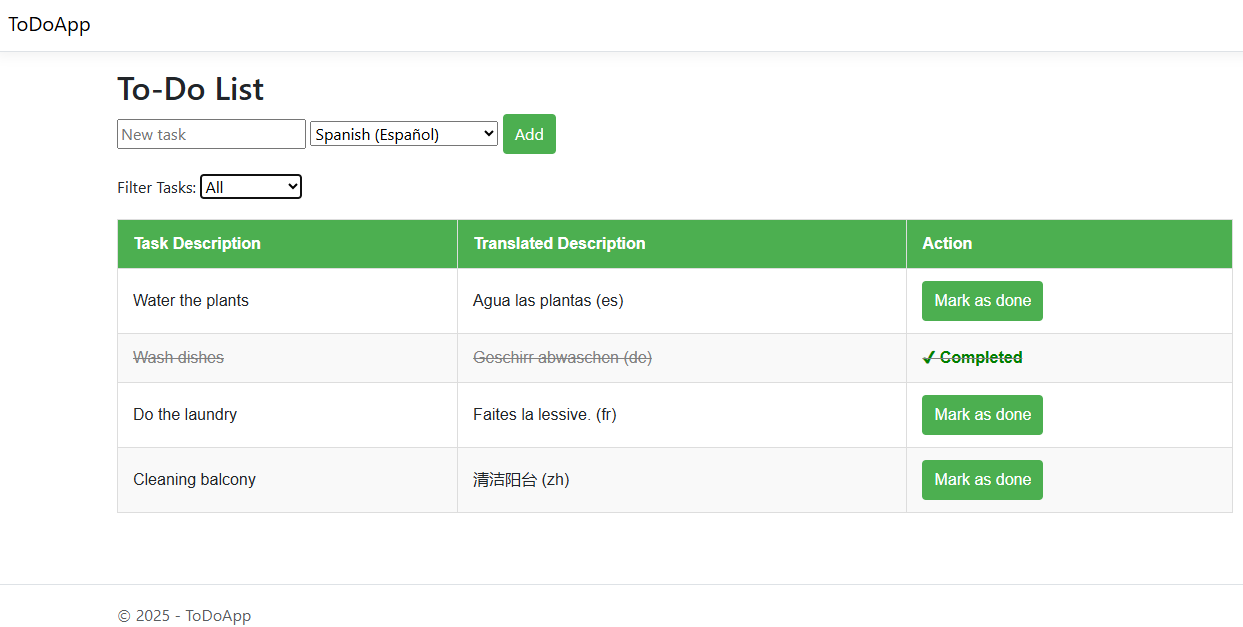 ToDoApp
To-Do List
New task Spanish (Español) Add
Filter Tasks: All
Task Description Translated Description Action
Water the plants Agua las plantas (es) Mark as done
Wash dishes Geschirr abwaschen (de) ✔ Completed
Do the laundry Faites la lessive. (fr) Mark as done
Cleaning balcony 清洁阳台 (zh) Mark as done
© 2025 - ToDoApp